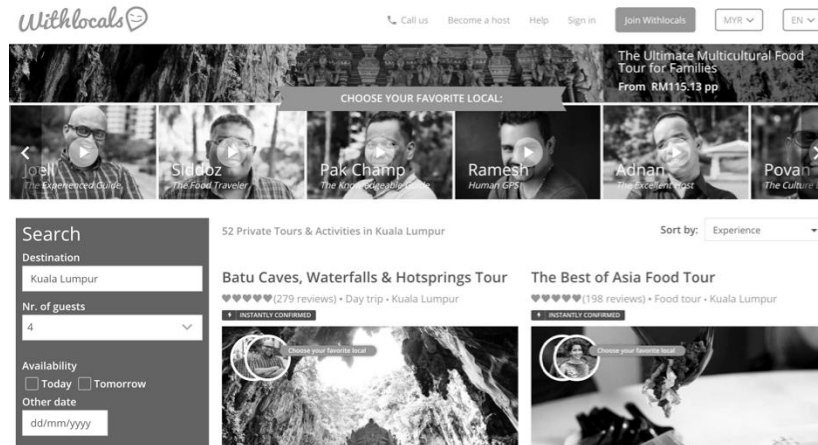 Withlocals
Call us Become a host Help Sign in Join Withlocals MYR EN
The Ultimate Multicultural Food
Tour for Families
From RM115.13 pp
CHOOSE YOUR FAVORITE LOCAL:
Joell Siddoz Pak Champ Ramesh Adnan Povan
The Experienced Guide The Food Traveler The Knowledgeable Guide Human GPS The Excellent Host The Culture
Search
Destination
Kuala Lumpur
Nr. of guests
4
Availability
Today Tomorrow
Other date
dd/mm/yyyy
52 Private Tours & Activities in Kuala Lumpur Sort by: Experience
Batu Caves, Waterfalls & Hotsprings Tour
(279 reviews) • Day trip • Kuala Lumpur
INSTANTLY CONFIRMED
Choose your favorite local
The Best of Asia Food Tour
(198 reviews) • Food tour • Kuala Lumpur
INSTANTLY CONFIRMED
Choose your favorite local